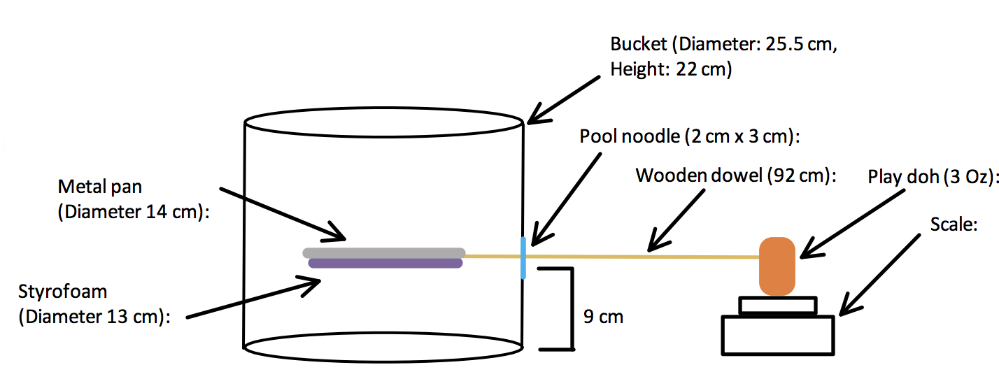 Bucket (Diameter: 25.5 cm,
Height: 22 cm)
Pool noodle (2 cm x 3 cm):
Wooden dowel (92 cm):
Play doh (3 Oz):
Metal pan
(Diameter 14 cm):
Scale:
Styrofoam
(Diameter 13 cm):
9 cm